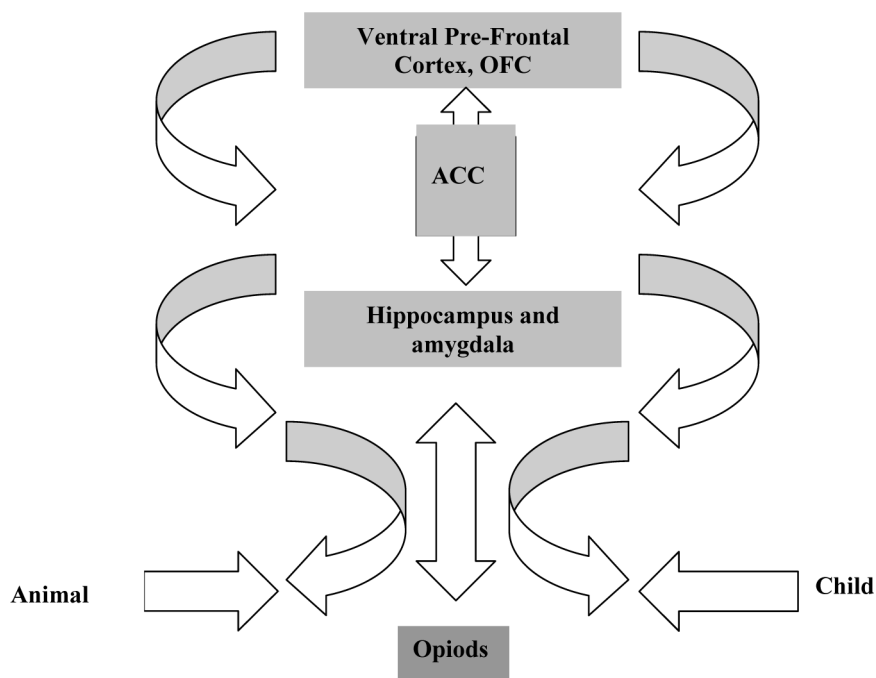 Ventral Pre-Frontal
Cortex, OFC
ACC
Hippocampus and
amygdala
Animal
Child
Opiods